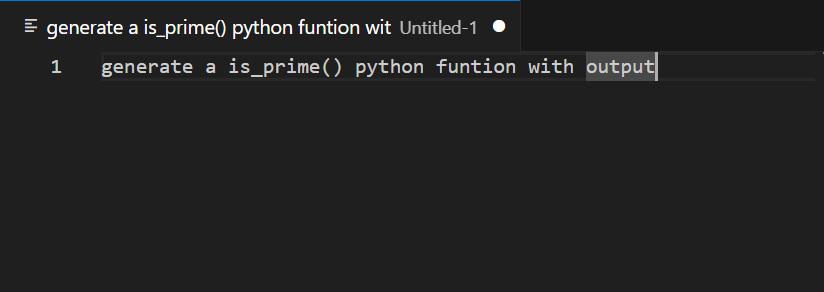 generate a is_prime() python funtion wit Untitled-1
1 generate a is_prime() python funtion with output